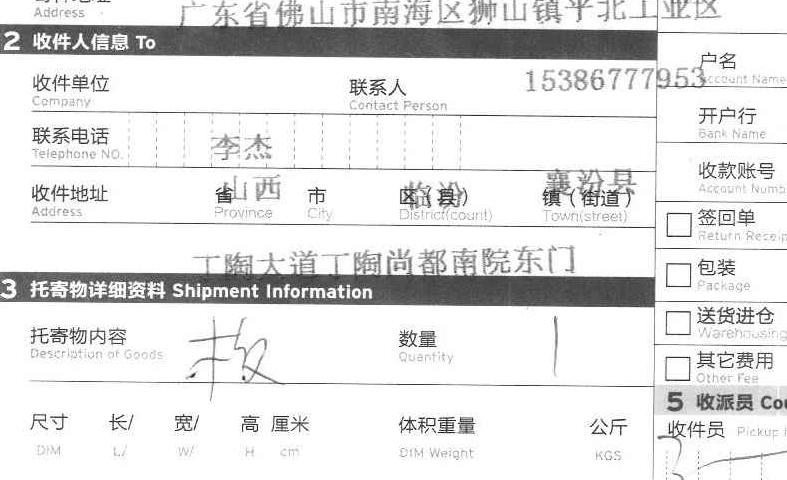 Address 广东省佛山市南海区狮山镇平北工业区
2 收件人信息 To
户名
Account Name
收件单位 联系人 15386777953
Company Contact Person
开户行
Bank Name
联系电话 李杰
Telephone NO.
收款账号
收件地址 山西 省 市 临汾 区(县) 襄汾县 镇(街道)
Address Province City District(count) Town(street)
签回单
Return Receip
丁陶大道丁陶尚都南院东门
包装
Package
3 托寄物详细资料 Shipment Information
送货进仓
Warehousing
托寄物内容 板 数量 1
Description of Goods Quantity
其它费用
Other Fee
5 收派员 Cou
尺寸 长/ 宽/ 高 厘米 体积重量 公斤
DIM L/ W/ H cm DIM Weight KGS
收件员 Pickup